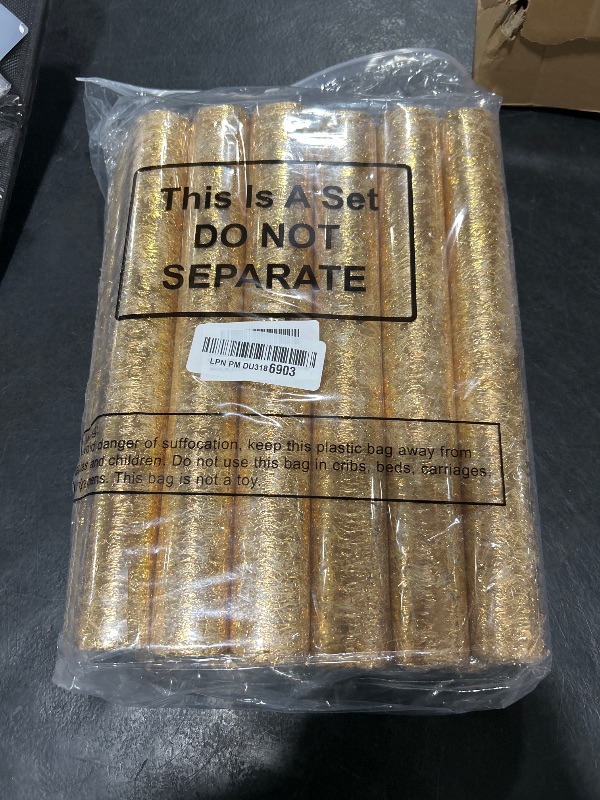 This Is A Set
DO NOT
SEPARATE
LPN PM DU3186903
danger of suffocation, keep this plastic bag away from
and children. Do not use this bag in cribs, beds, carriages
This bag is not a toy.